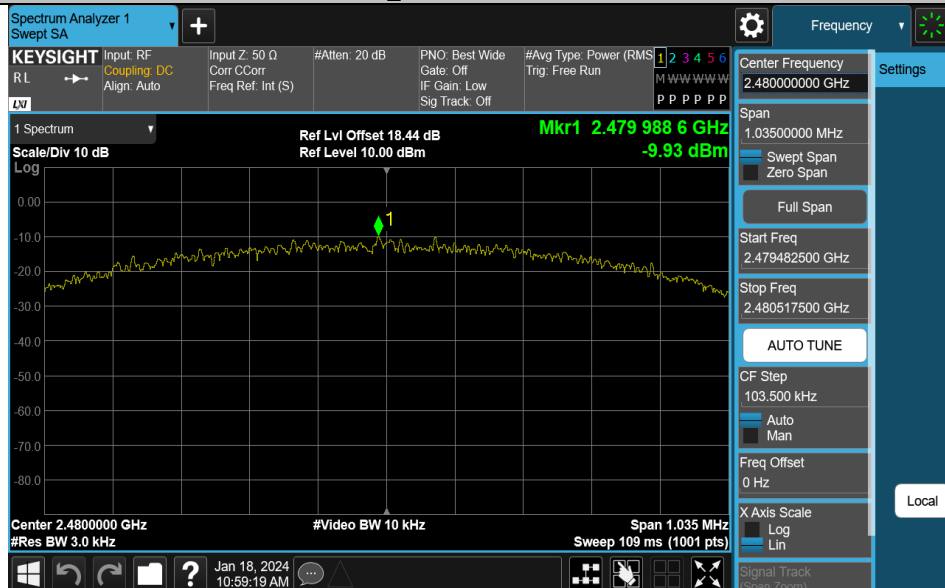 Spectrum Analyzer 1
Swept SA
+
Frequency
KEYSIGHT
RL
LXI
Input: RF
Coupling: DC
Align: Auto
Input Z: 50 Ω
Corr CCorr
Freq Ref: Int (S)
#Atten: 20 dB
PNO: Best Wide
Gate: Off
IF Gain: Low
Sig Track: Off
#Avg Type: Power (RMS
Trig: Free Run
1 2 3 4 5 6
M W W W W W
P P P P P P
1 Spectrum
Scale/Div 10 dB
Log
Ref Lvl Offset 18.44 dB
Ref Level 10.00 dBm
Mkr1 2.479 988 6 GHz
-9.93 dBm
1
0.00
-10.0
-20.0
-30.0
-40.0
-50.0
-60.0
-70.0
-80.0
Center 2.4800000 GHz
#Res BW 3.0 kHz
#Video BW 10 kHz
Span 1.035 MHz
Sweep 109 ms (1001 pts)
?
Jan 18, 2024
10:59:19 AM
Center Frequency
2.480000000 GHz
Span
1.03500000 MHz
Swept Span
Zero Span
Full Span
Start Freq
2.479482500 GHz
Stop Freq
2.480517500 GHz
AUTO TUNE
CF Step
103.500 kHz
Auto
Man
Freq Offset
0 Hz
X Axis Scale
Log
Lin
Signal Track
(Span Zoom)
Settings
Local